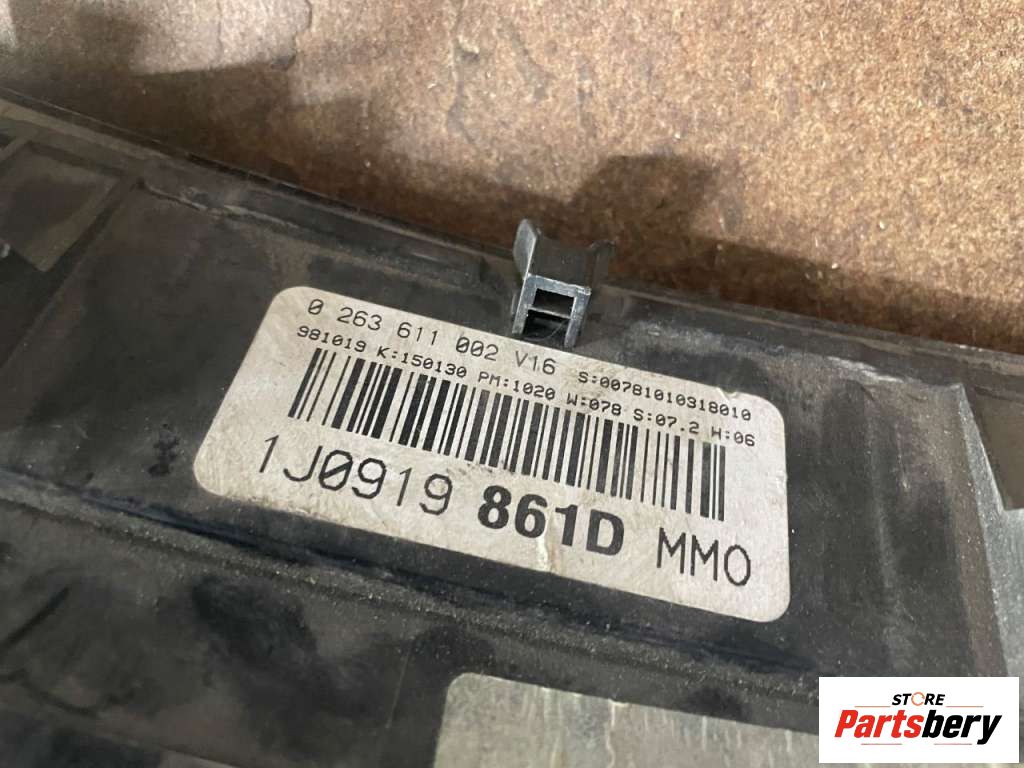 0 263 611 002 V16 S:00781010318010
981019 K:150130 PM:1020 W:078 S:07.2 H:06
1J0919 861D MMO
STORE
Partsbery